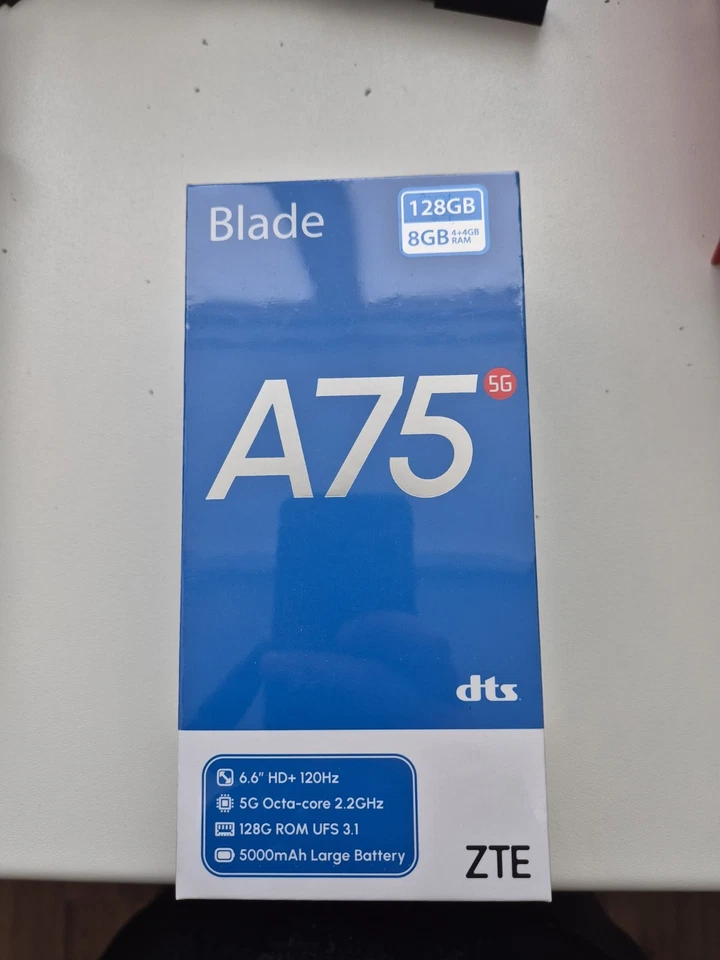 Blade
128GB
8GB 4+4GB RAM
A75 5G
dts
6.6" HD+ 120Hz
5G Octa-core 2.2GHz
128G ROM UFS 3.1
5000mAh Large Battery
ZTE